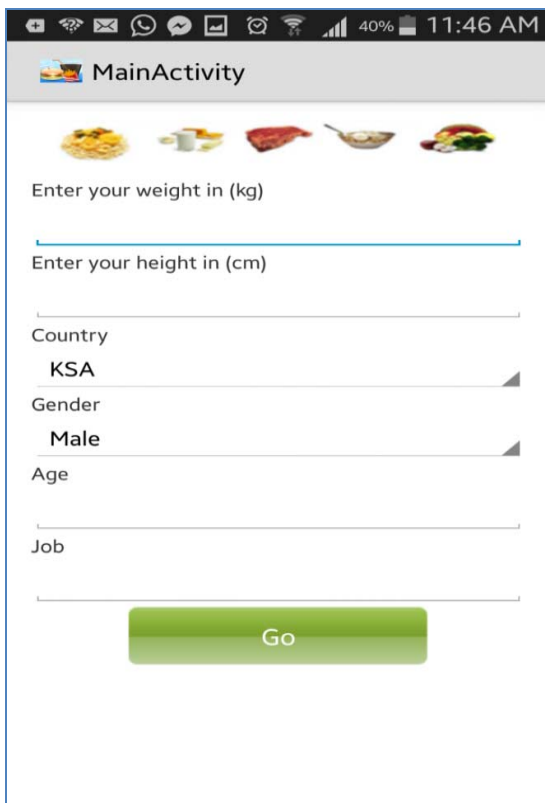 40% 11:46 AM
MainActivity
Enter your weight in (kg)
Enter your height in (cm)
Country
KSA
Gender
Male
Age
Job
Go